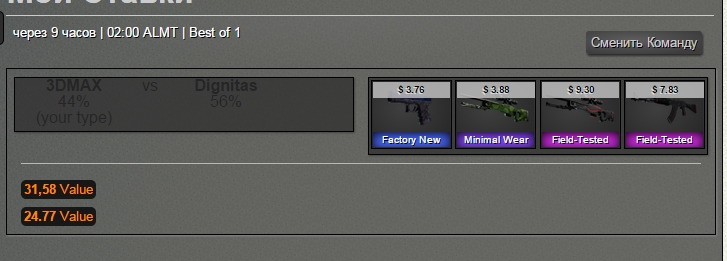 Мои Ставки
через 9 часов | 02:00 ALMT | Best of 1
Сменить Команду
3DMAX vs Dignitas
44% 56%
(your type)
$ 3.76 $ 3.88 $ 9.30 $ 7.83
Factory New Minimal Wear Field-Tested Field-Tested
31,58 Value
24.77 Value